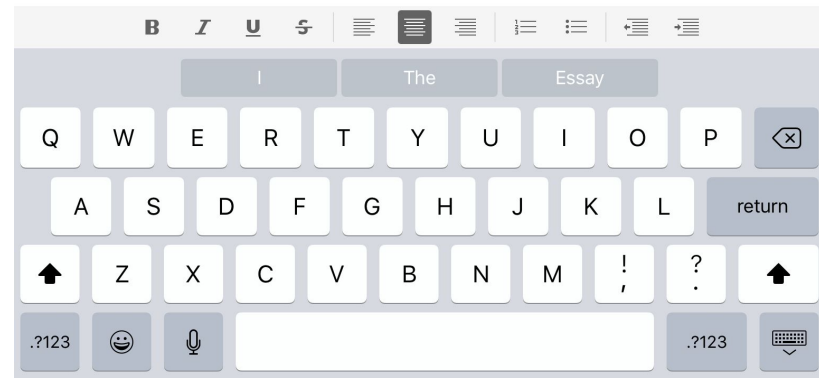 B I U S
I The Essay
Q W E R T Y U I O P
A S D F G H J K L return
Z X C V B N M ! , ? .
.?123 .?123